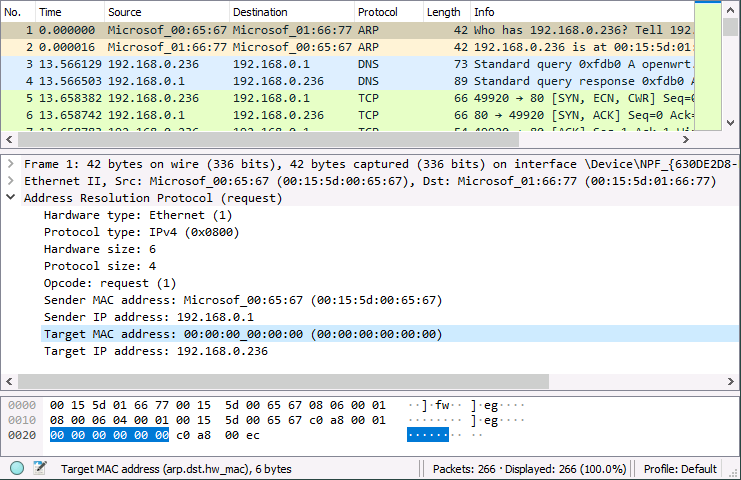 No. Time Source Destination Protocol Length Info
1 0.000000 Microsof_00:65:67 Microsof_01:66:77 ARP 42 Who has 192.168.0.236? Tell 192.
2 0.000016 Microsof_01:66:77 Microsof_00:65:67 ARP 42 192.168.0.236 is at 00:15:5d:01:
3 13.566129 192.168.0.236 192.168.0.1 DNS 73 Standard query 0xfdb0 A openwrt.
4 13.566503 192.168.0.1 192.168.0.236 DNS 89 Standard query response 0xfdb0 A
5 13.658382 192.168.0.236 192.168.0.1 TCP 66 49920 → 80 [SYN, ECN, CWR] Seq=0
6 13.658742 192.168.0.1 192.168.0.236 TCP 66 80 → 49920 [SYN, ACK] Seq=0 Ack=
Frame 1: 42 bytes on wire (336 bits), 42 bytes captured (336 bits) on interface \Device\NPF_{630DE2D8-
Ethernet II, Src: Microsof_00:65:67 (00:15:5d:00:65:67), Dst: Microsof_01:66:77 (00:15:5d:01:66:77)
Address Resolution Protocol (request)
Hardware type: Ethernet (1)
Protocol type: IPv4 (0x0800)
Hardware size: 6
Protocol size: 4
Opcode: request (1)
Sender MAC address: Microsof_00:65:67 (00:15:5d:00:65:67)
Sender IP address: 192.168.0.1
Target MAC address: 00:00:00_00:00:00 (00:00:00:00:00:00)
Target IP address: 192.168.0.236
0000 00 15 5d 01 66 77 00 15 5d 00 65 67 08 06 00 01 ··]·fw·· ]·eg····
0010 08 00 06 04 00 01 00 15 5d 00 65 67 c0 a8 00 01 ········ ]·eg····
0020 00 00 00 00 00 00 c0 a8 00 ec ········ ··
Target MAC address (arp.dst.hw_mac), 6 bytes Packets: 266 · Displayed: 266 (100.0%) Profile: Default